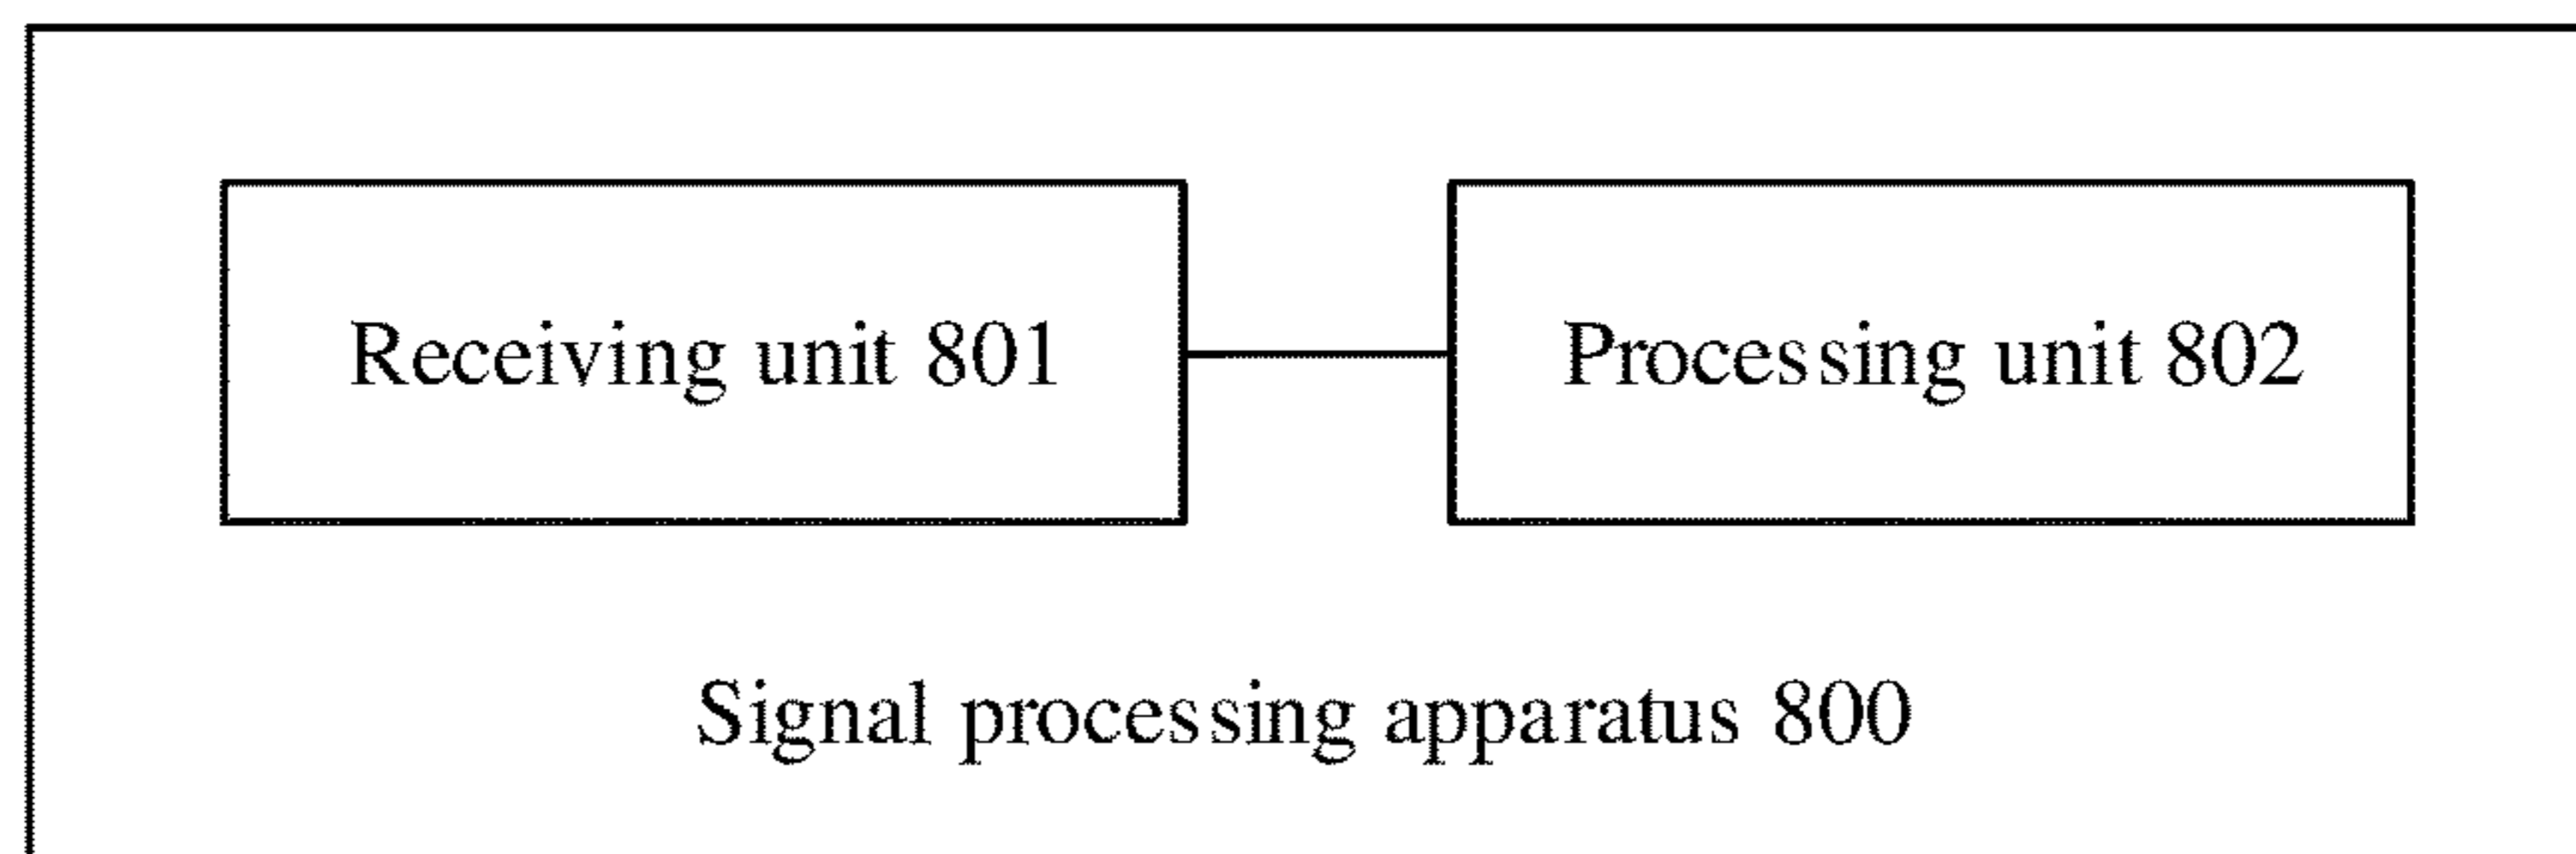 Receiving unit 801
Processing unit 802
Signal processing apparatus 800